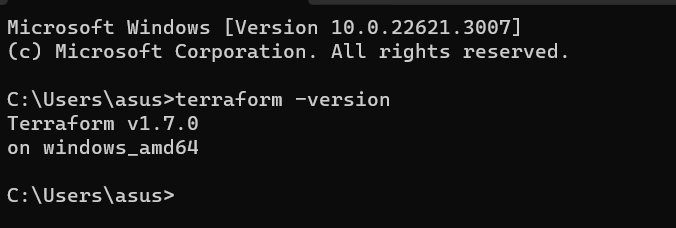 Microsoft Windows [Version 10.0.22621.3007]
(c) Microsoft Corporation. All rights reserved.
C:\Users\asus>terraform -version
Terraform v1.7.0
on windows_amd64
C:\Users\asus>